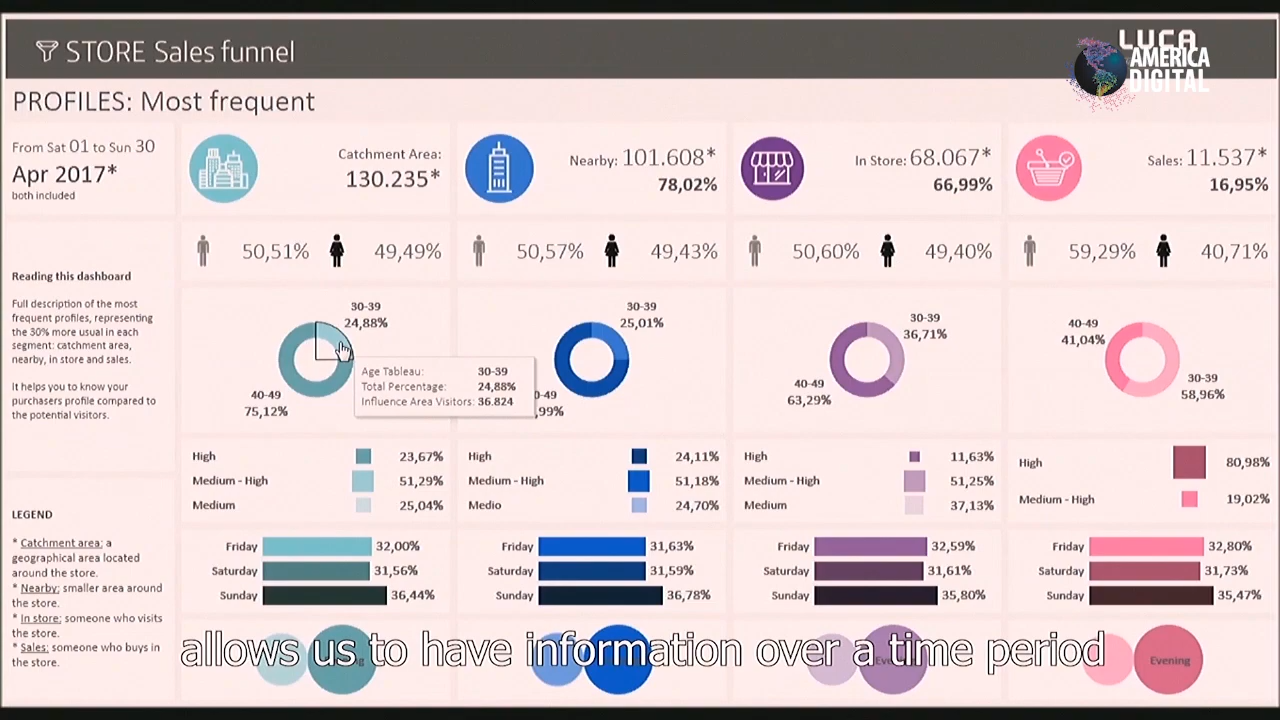 STORE Sales funnel
LUCA
AMERICA
DIGITAL
PROFILES: Most frequent
From Sat 01 to Sun 30
Apr 2017*
both included
Catchment Area:
130.235*
Nearby: 101.608*
78,02%
In Store: 68.067*
66,99%
Sales: 11.537*
16,95%
50,51% 49,49%
50,57% 49,43%
50,60% 49,40%
59,29% 40,71%
Reading this dashboard
Full description of the most
frequent profiles, representing
the 30% more usual in each
segment: catchment area,
nearby, in store and sales.
It helps you to know your
purchasers profile compared to
the potential visitors.
30-39
24,88%
40-49
75,12%
Age Tableau: 30-39
Total Percentage: 24,88%
Influence Area Visitors: 36.824
30-39
25,01%
0-49
,99%
30-39
36,71%
40-49
63,29%
40-49
41,04%
30-39
58,96%
High 23,67%
Medium - High 51,29%
Medium 25,04%
High 24,11%
Medium - High 51,18%
Medio 24,70%
High 11,63%
Medium - High 51,25%
Medium 37,13%
High 80,98%
Medium - High 19,02%
LEGEND
* Catchment area: a
geographical area located
around the store.
* Nearby: smaller area around
the store.
* In store: someone who visits
the store.
* Sales: someone who buys in
the store.
Friday 32,00%
Saturday 31,56%
Sunday 36,44%
Friday 31,63%
Saturday 31,59%
Sunday 36,78%
Friday 32,59%
Saturday 31,61%
Sunday 35,80%
Friday 32,80%
Saturday 31,73%
Sunday 35,47%
Evening
allows us to have information over a time period